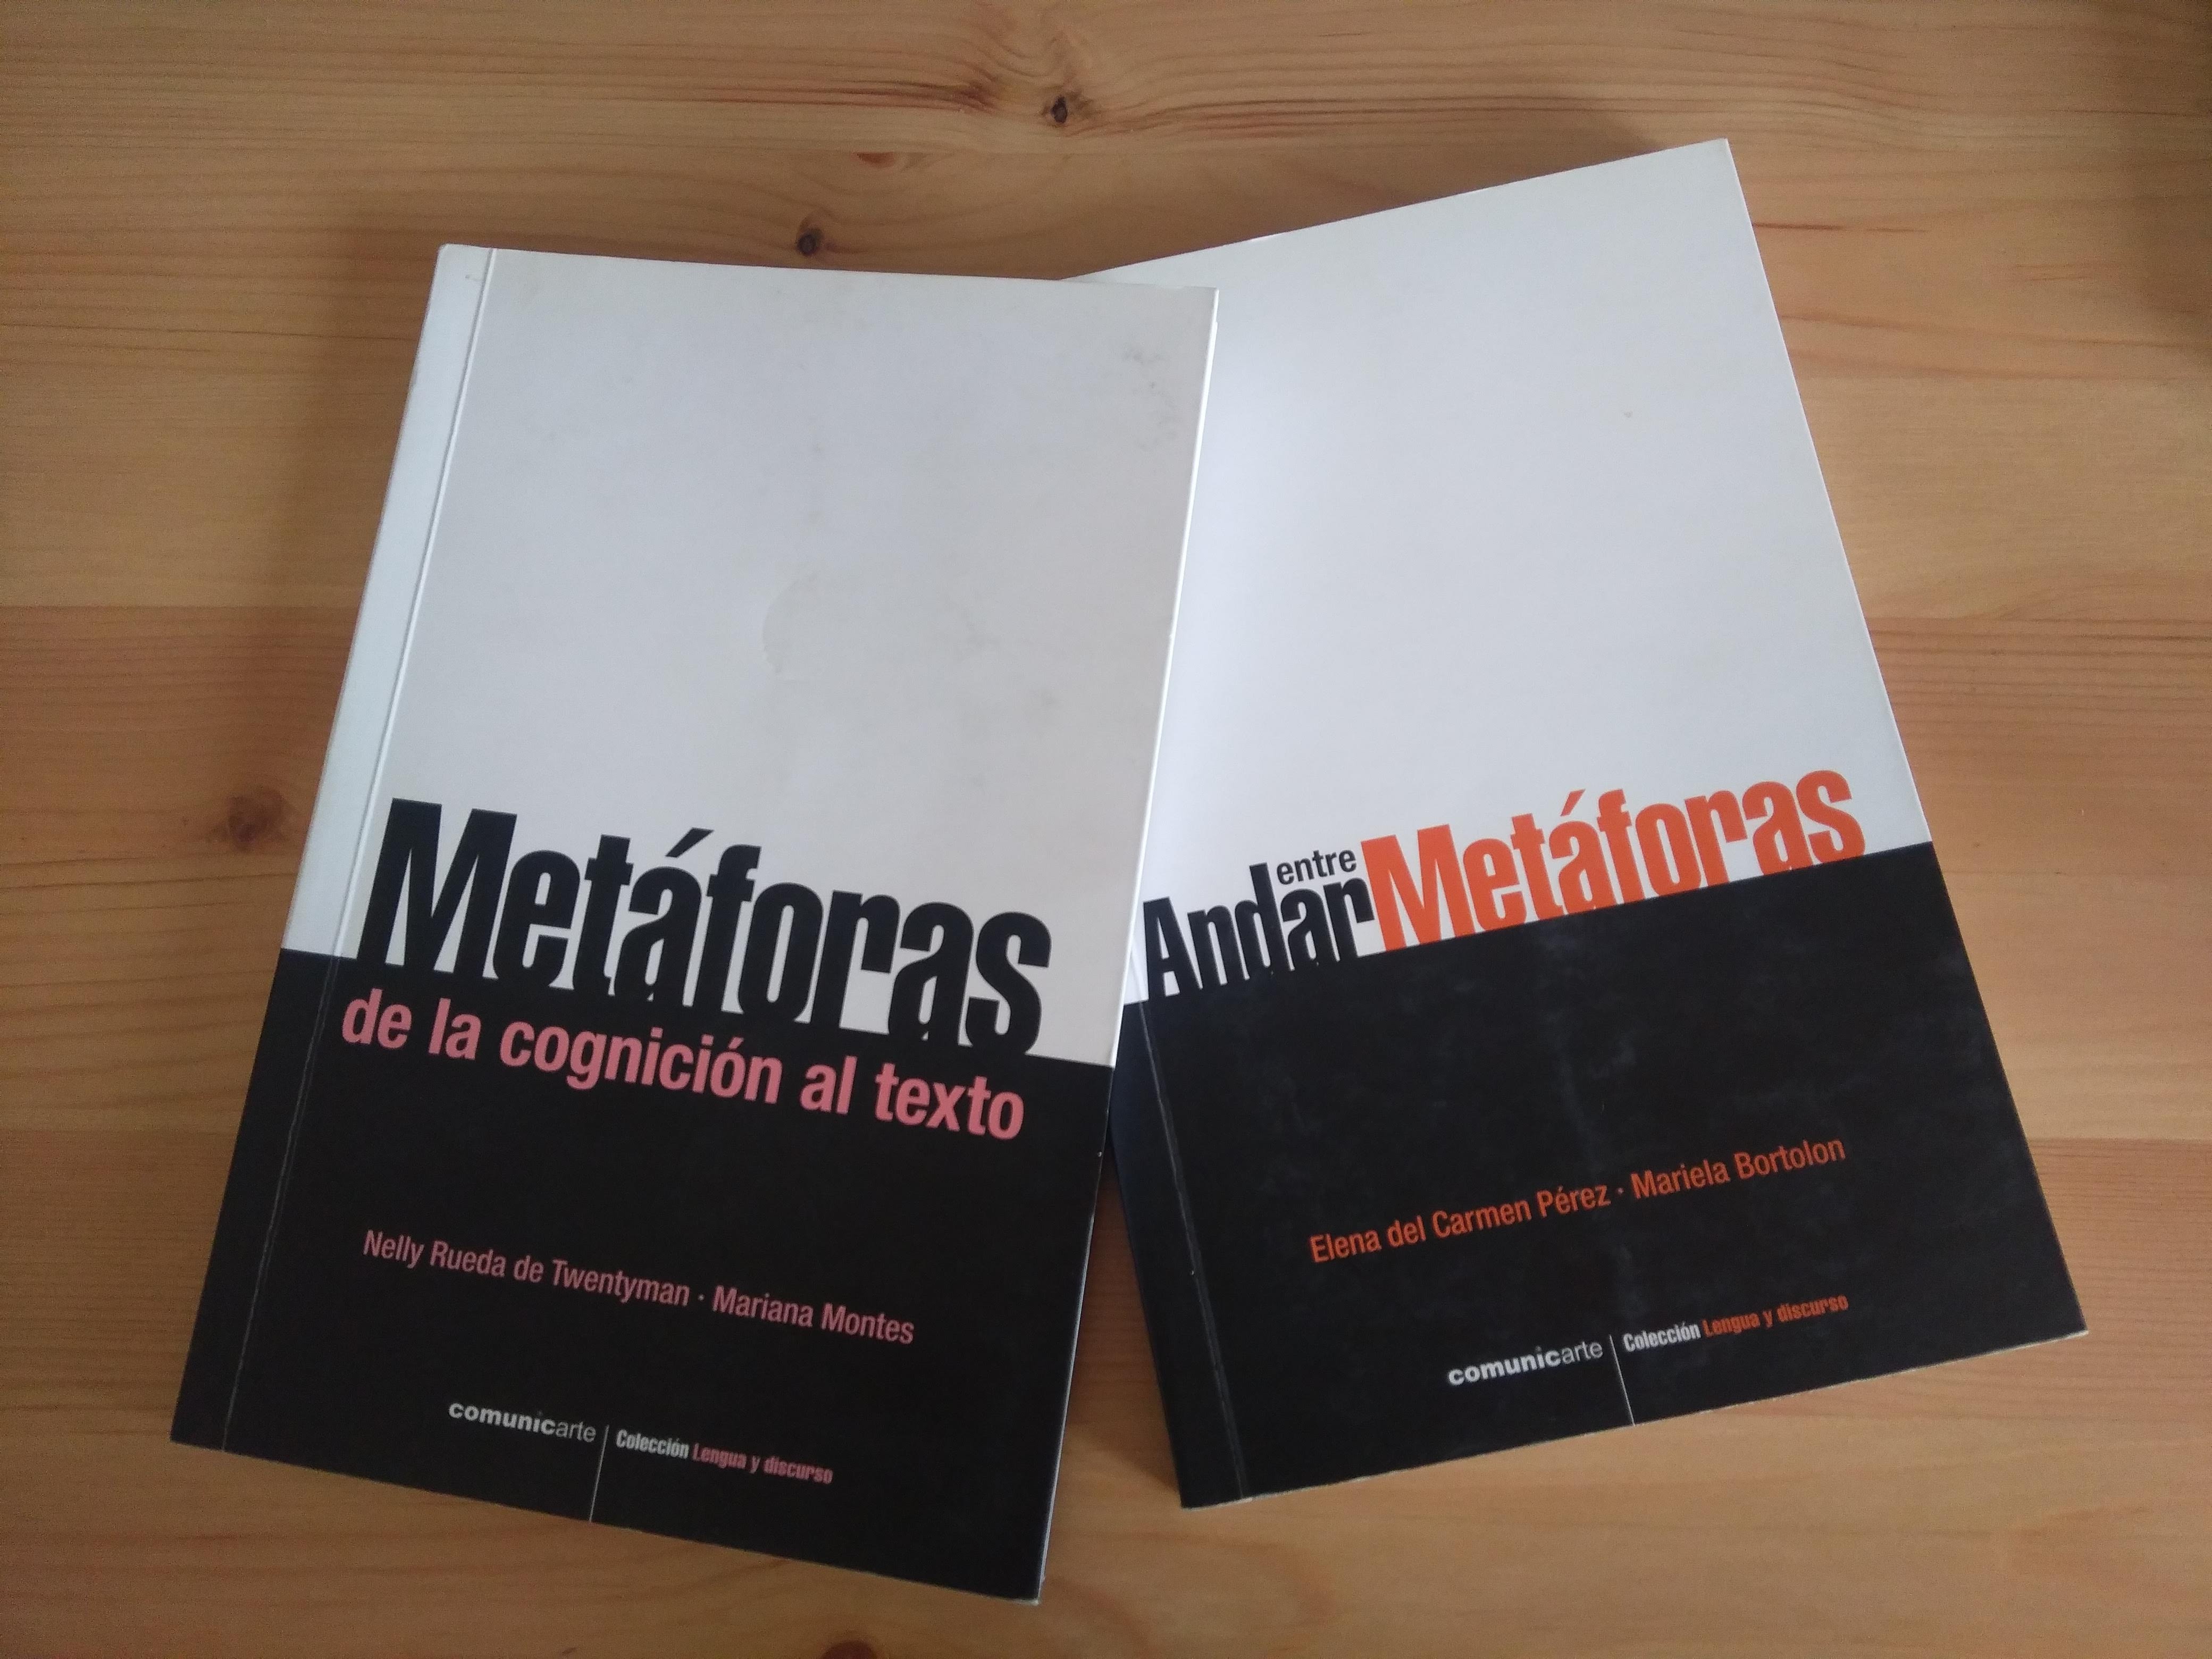 Metáforas
de la cognición al texto
Nelly Rueda de Twentyman · Mariana Montes
comunicarte | Colección Lengua y discurso
Andar entre Metáforas
Elena del Carmen Pérez · Mariela Bortolon
comunicarte | Colección Lengua y discurso